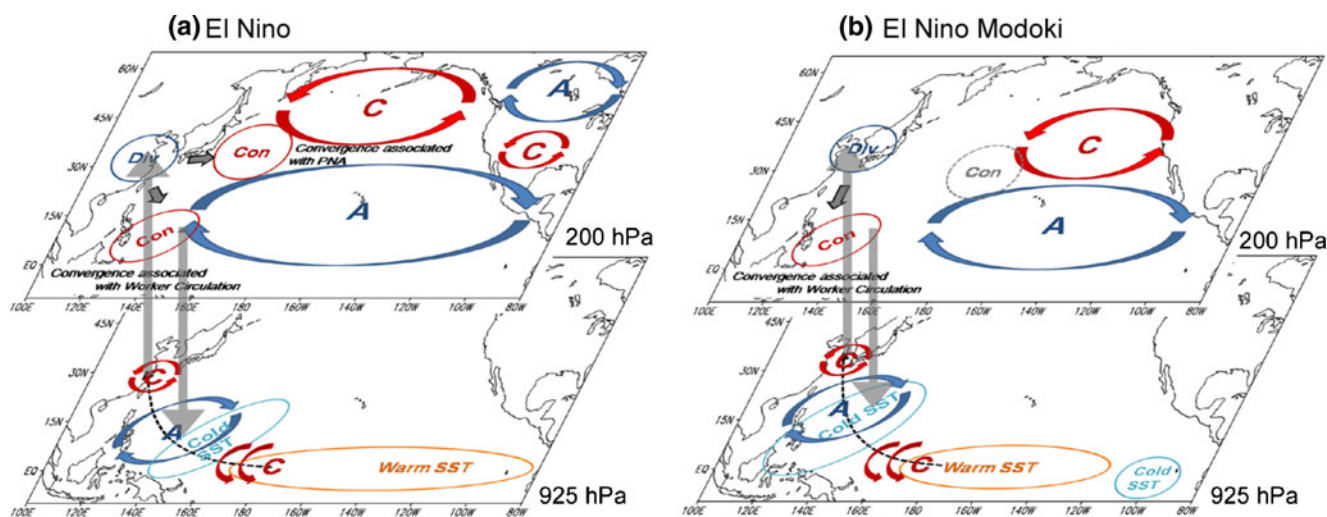 (a) El Nino
60N
45N
30N
15N
EQ
C
A
C
Div
Con
Convergence associated
with PNA
A
Con
Convergence associated
with Worker Circulation
200 hPa
100E
120E
140E
160E
180
160W
140W
120W
100W
80W
45N
30N
15N
EQ
C
A
Cold
SST
C
Warm SST
925 hPa
100E
120E
140E
160E
180
160W
140W
120W
100W
80W
(b) El Nino Modoki
60N
45N
30N
15N
EQ
C
Div
Con
A
Con
Convergence associated
with Worker Circulation
200 hPa
100E
120E
140E
160E
180
160W
140W
120W
100W
80W
45N
30N
15N
EQ
C
A
Cold SST
C
Warm SST
Cold
SST
925 hPa
100E
120E
140E
160E
180
160W
140W
120W
100W
80W